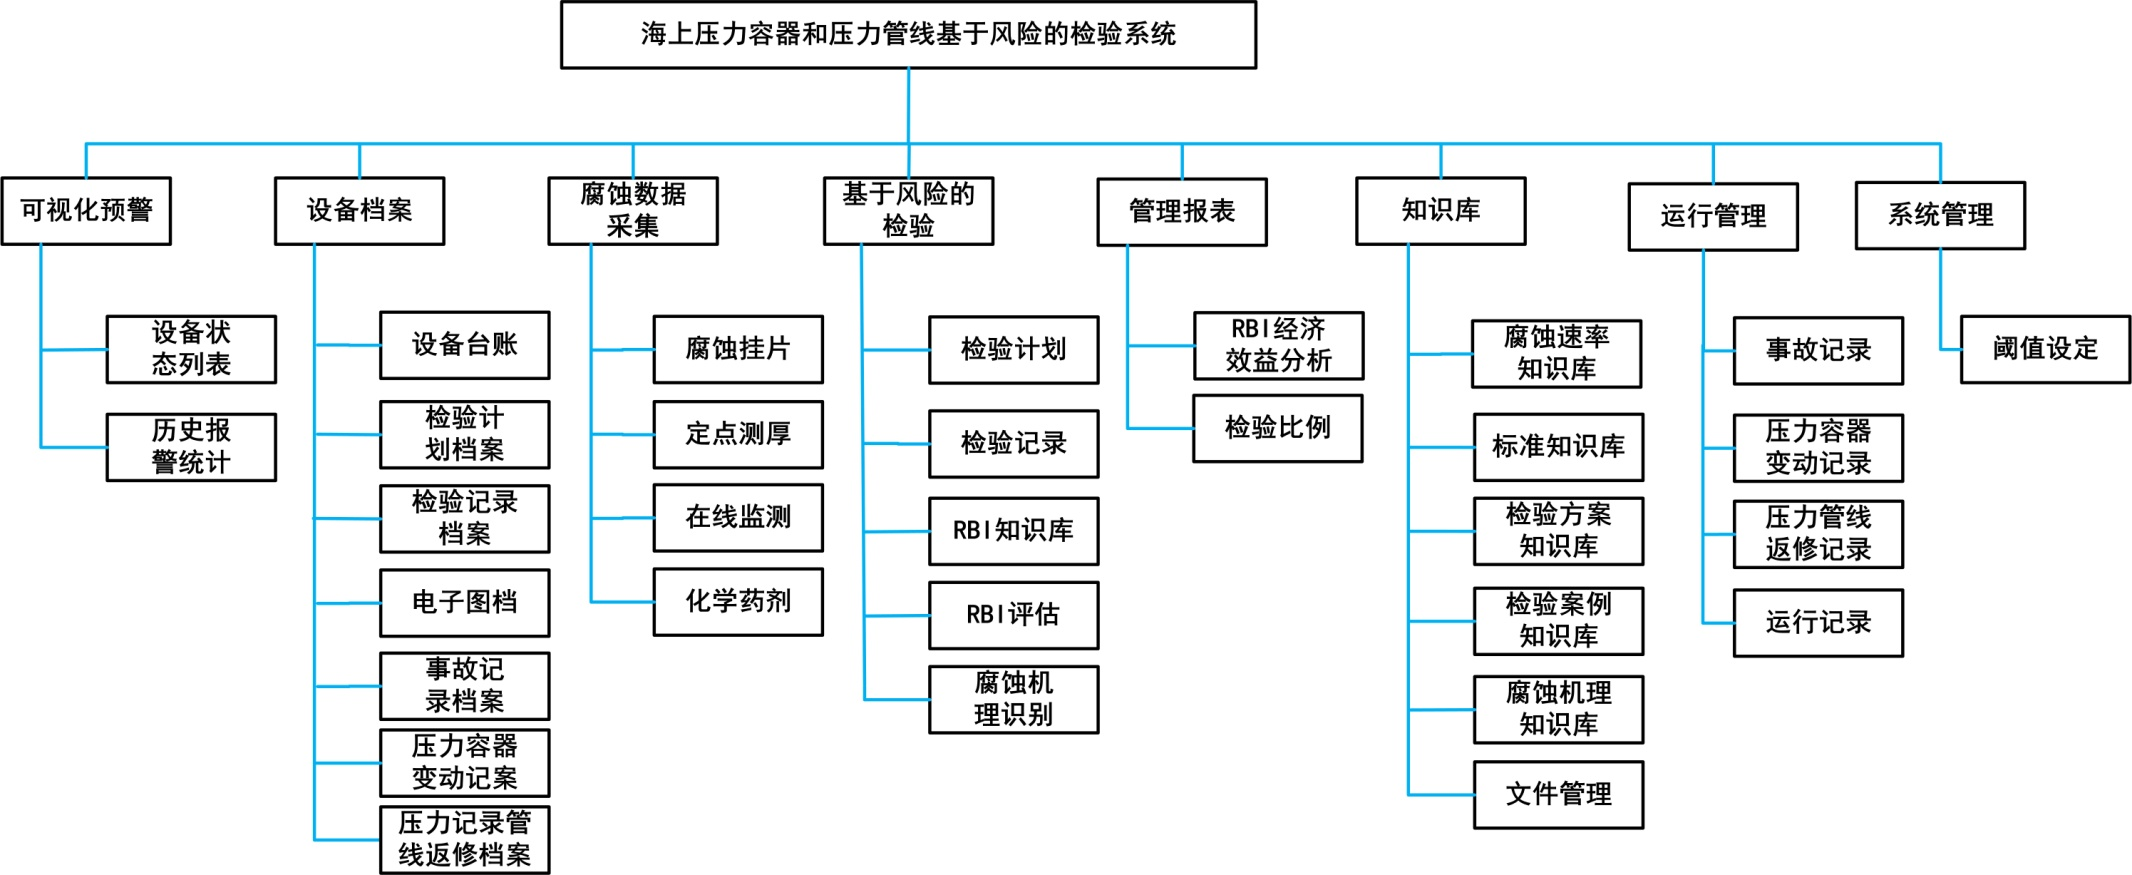 海上压力容器和压力管线基于风险的检验系统
可视化预警
设备状
态列表
历史报
警统计
设备档案
设备台账
检验计
划档案
检验记录
档案
电子图档
事故记
录档案
压力容器
变动记案
压力记录管
线返修档案
腐蚀数据
采集
腐蚀挂片
定点测厚
在线监测
化学药剂
基于风险的
检验
检验计划
检验记录
RBI知识库
RBI评估
腐蚀机
理识别
管理报表
RBI经济
效益分析
检验比例
知识库
腐蚀速率
知识库
标准知识库
检验方案
知识库
检验案例
知识库
腐蚀机理
知识库
文件管理
运行管理
事故记录
压力容器
变动记录
压力管线
返修记录
运行记录
系统管理
阈值设定